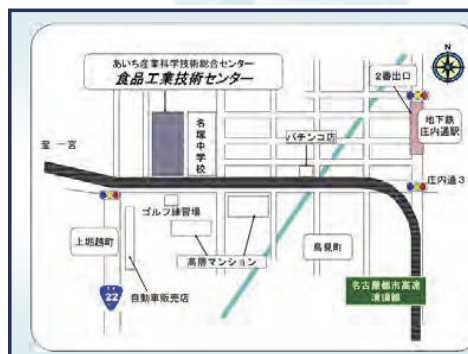 あいち産業科学技術総合センター
食品工業技術センター
N
2番出口
地下鉄
庄内通駅
至 一宮
名塚中学校
パチンコ店
庄内通3
ゴルフ練習場
上堀越町
高層マンション
鳥見町
22
自動車販売店
名古屋都市高速
清須線